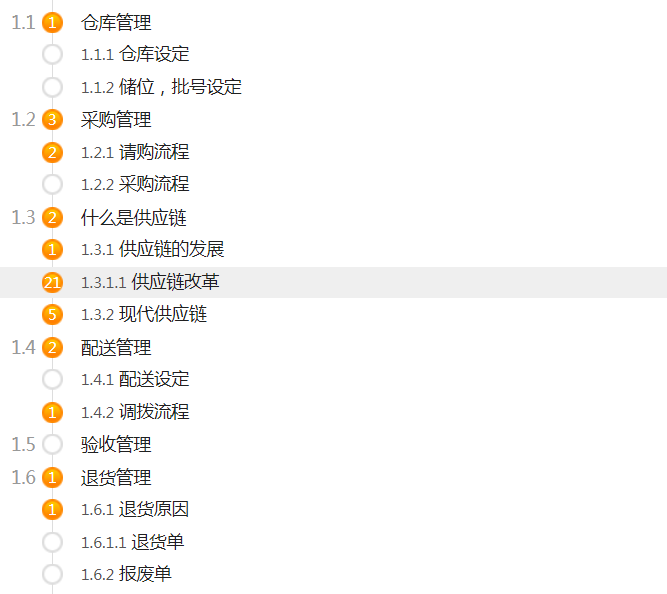 1.1 1 仓库管理
1.1.1 仓库设定
1.1.2 储位，批号设定
1.2 3 采购管理
2 1.2.1 请购流程
1.2.2 采购流程
1.3 2 什么是供应链
1 1.3.1 供应链的发展
21 1.3.1.1 供应链改革
5 1.3.2 现代供应链
1.4 2 配送管理
1.4.1 配送设定
1 1.4.2 调拨流程
1.5 验收管理
1.6 1 退货管理
1 1.6.1 退货原因
1.6.1.1 退货单
1.6.2 报废单